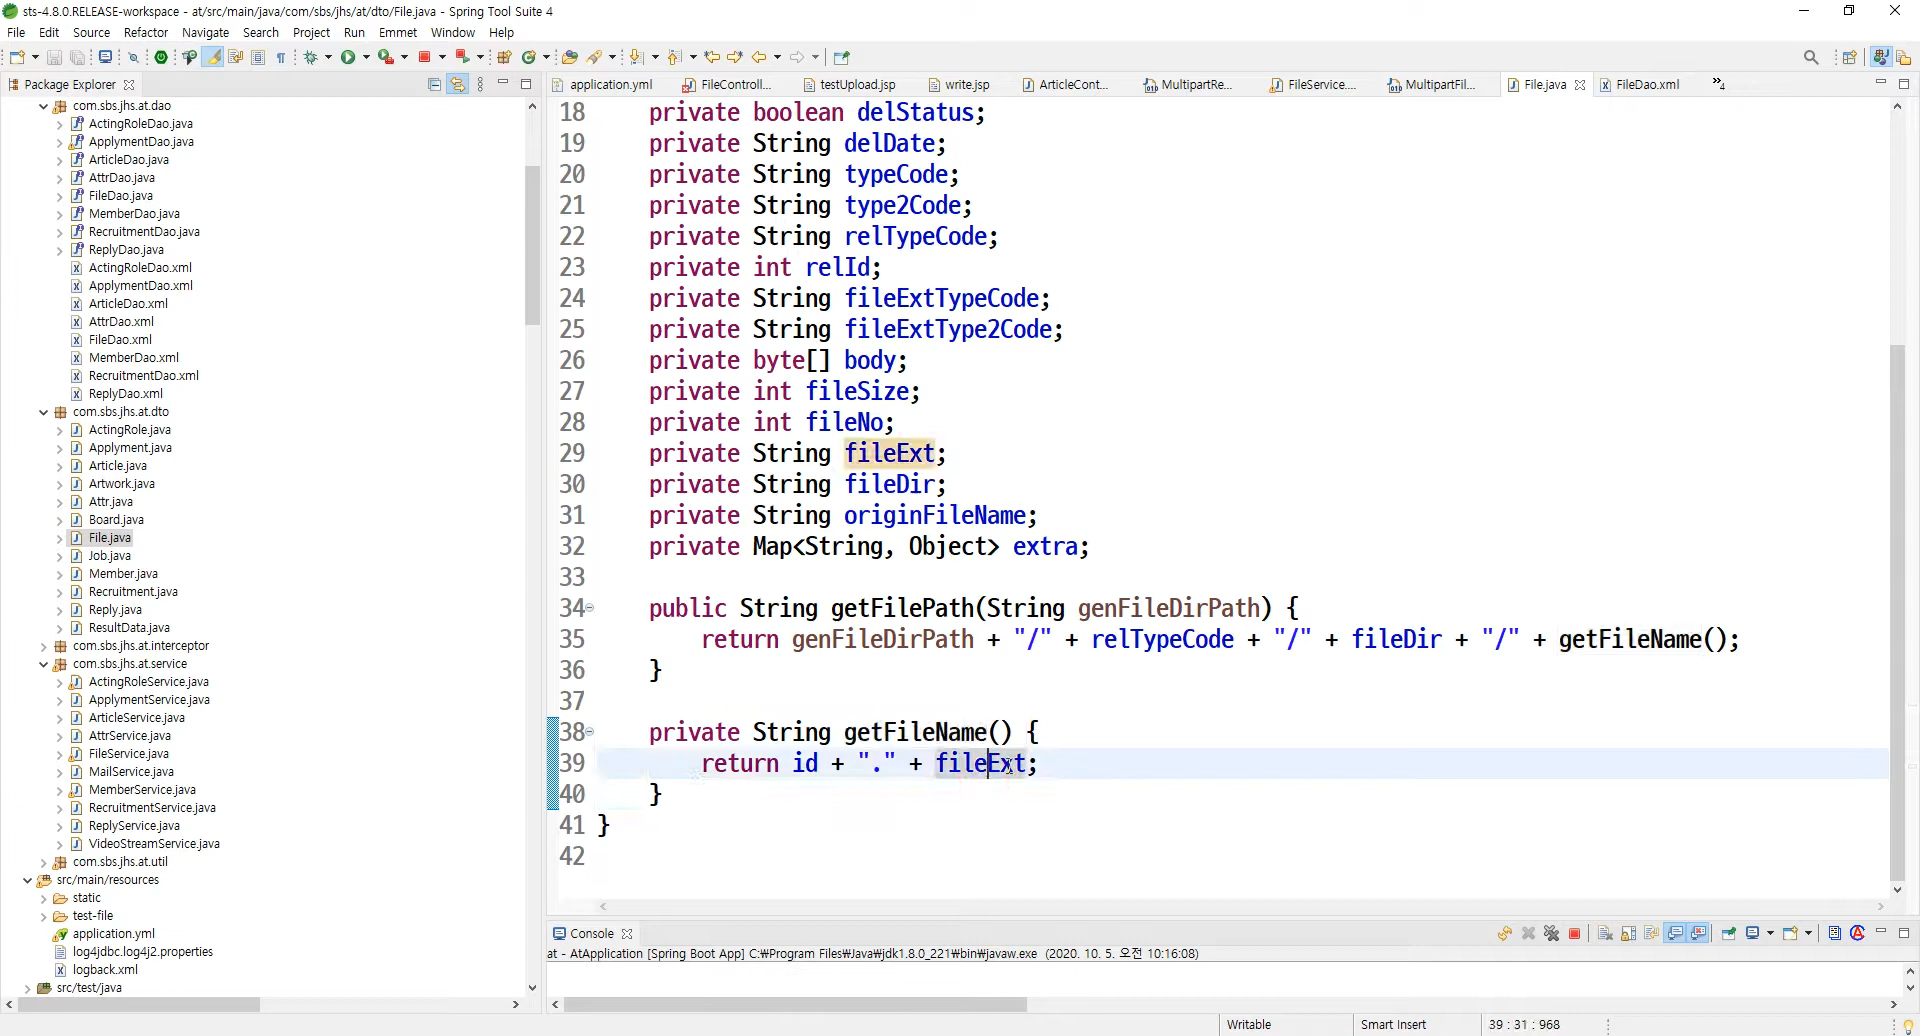 sts-4.8.0.RELEASE-workspace - at/src/main/java/com/sbs/jhs/at/dto/File.java - Spring Tool Suite 4
File Edit Source Refactor Navigate Search Project Run Emmet Window Help
Package Explorer
application.yml FileControll... testUpload.jsp write.jsp ArticleCont... MultipartRe... FileService.... MultipartFil... File.java FileDao.xml »4
com.sbs.jhs.at.dao
ActingRoleDao.java
ApplymentDao.java
ArticleDao.java
AttrDao.java
FileDao.java
MemberDao.java
RecruitmentDao.java
ReplyDao.java
ActingRoleDao.xml
ApplymentDao.xml
ArticleDao.xml
AttrDao.xml
FileDao.xml
MemberDao.xml
RecruitmentDao.xml
ReplyDao.xml
com.sbs.jhs.at.dto
ActingRole.java
Applyment.java
Article.java
Artwork.java
Attr.java
Board.java
File.java
Job.java
Member.java
Recruitment.java
Reply.java
ResultData.java
com.sbs.jhs.at.interceptor
com.sbs.jhs.at.service
ActingRoleService.java
ApplymentService.java
ArticleService.java
AttrService.java
FileService.java
MailService.java
MemberService.java
RecruitmentService.java
ReplyService.java
VideoStreamService.java
com.sbs.jhs.at.util
src/main/resources
static
test-file
application.yml
log4jdbc.log4j2.properties
logback.xml
src/test/java
18 private boolean delStatus;
19 private String delDate;
20 private String typeCode;
21 private String type2Code;
22 private String relTypeCode;
23 private int relId;
24 private String fileExtTypeCode;
25 private String fileExtType2Code;
26 private byte[] body;
27 private int fileSize;
28 private int fileNo;
29 private String fileExt;
30 private String fileDir;
31 private String originFileName;
32 private Map<String, Object> extra;
33
34 public String getFilePath(String genFileDirPath) {
35 return genFileDirPath + "/" + relTypeCode + "/" + fileDir + "/" + getFileName();
36 }
37
38 private String getFileName() {
39 return id + "." + fileExt;
40 }
41 }
42
Console
at - AtApplication [Spring Boot App] C:₩Program Files₩Java₩jdk1.8.0_221₩bin₩javaw.exe (2020. 10. 5. 오전 10:16:08)
Writable Smart Insert 39 : 31 : 968